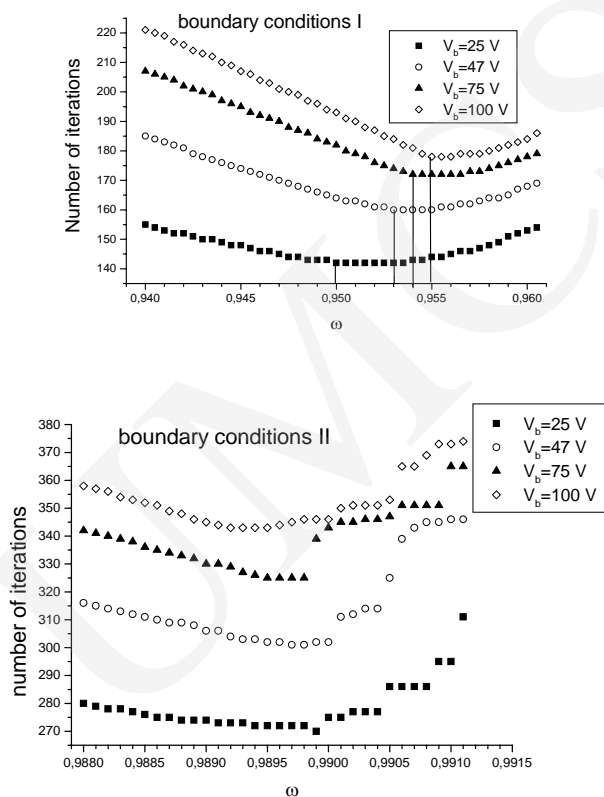 boundary conditions I
V_b=25 V
V_b=47 V
V_b=75 V
V_b=100 V
Number of iterations
220
210
200
190
180
170
160
150
140
0,940
0,945
0,950
0,955
0,960
ω
boundary conditions II
V_b=25 V
V_b=47 V
V_b=75 V
V_b=100 V
number of iterations
380
370
360
350
340
330
320
310
300
290
280
270
0,9880
0,9885
0,9890
0,9895
0,9900
0,9905
0,9910
0,9915
ω
UMCS